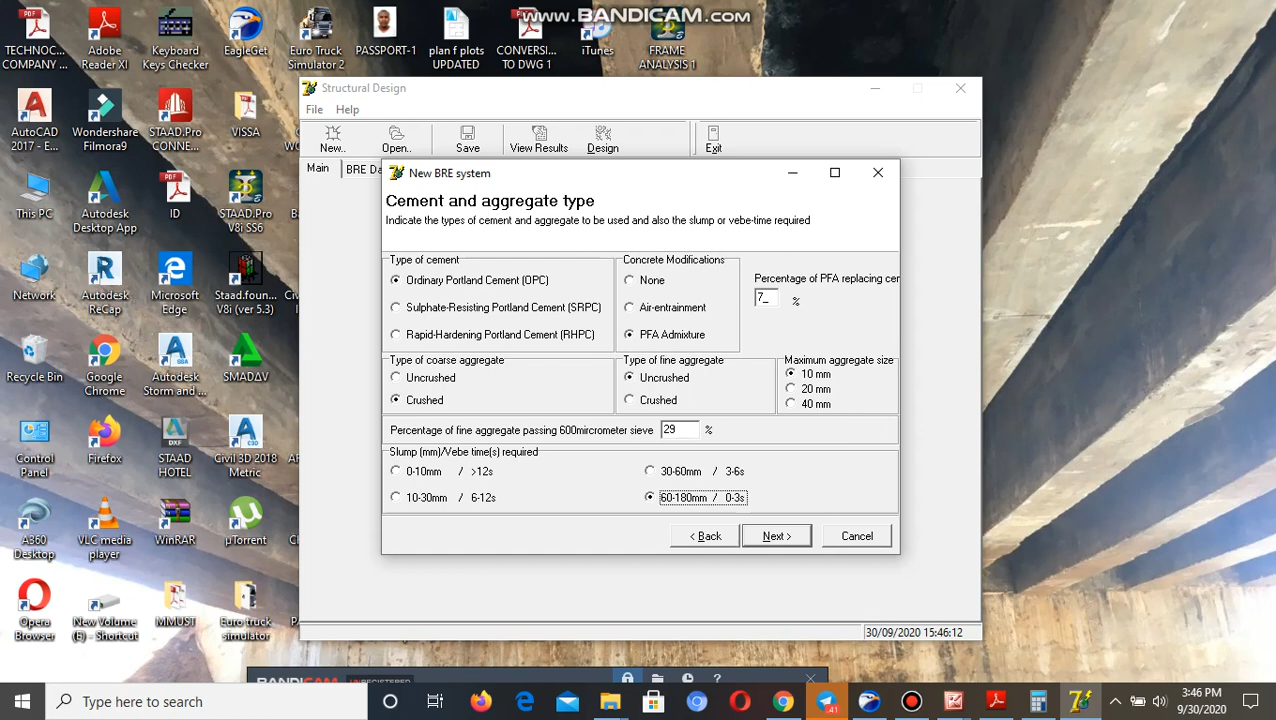 www.BANDICAM.com
TECHNOC...
COMPANY ...
Adobe
Reader XI
Keyboard
Keys Checker
EagleGet
Euro Truck
Simulator 2
PASSPORT-1
plan f plots
UPDATED
CONVERSI...
TO DWG 1
iTunes
FRAME
ANALYSIS 1
AutoCAD
2017 - E...
Wondershare
Filmora9
STAAD.Pro
CONNE...
VISSA
This PC
Autodesk
Desktop App
ID
STAAD.Pro
V8i SS6
Network
Autodesk
ReCap
Microsoft
Edge
Staad.foun...
V8i (ver 5.3)
Recycle Bin
Google
Chrome
Autodesk
Storm and ...
SMADAV
Control
Panel
Firefox
STAAD
HOTEL
Civil 3D 2018
Metric
A360
Desktop
VLC media
player
WinRAR
µTorrent
Opera
Browser
New Volume
(E) - Shortcut
MMUST
Euro truck
simulator
Structural Design
File Help
New.. Open.. Save View Results Design Exit
Main BRE Da
New BRE system
Cement and aggregate type
Indicate the types of cement and aggregate to be used and also the slump or vebe-time required
Type of cement
Ordinary Portland Cement (OPC)
Sulphate-Resisting Portland Cement (SRPC)
Rapid-Hardening Portland Cement (RHPC)
Concrete Modifications
None
Air-entrainment
PFA Admixture
Percentage of PFA replacing cer
7_ %
Type of coarse aggregate
Uncrushed
Crushed
Type of fine aggregate
Uncrushed
Crushed
Maximum aggregate size
10 mm
20 mm
40 mm
Percentage of fine aggregate passing 600mircrometer sieve 29 %
Slump (mm)/Vebe time(s) required
0-10mm / >12s
30-60mm / 3-6s
10-30mm / 6-12s
60-180mm / 0-3s
< Back Next > Cancel
30/09/2020 15:46:12
BANDICAM UNREGISTERED
Type here to search
41
3:46 PM
9/30/2020